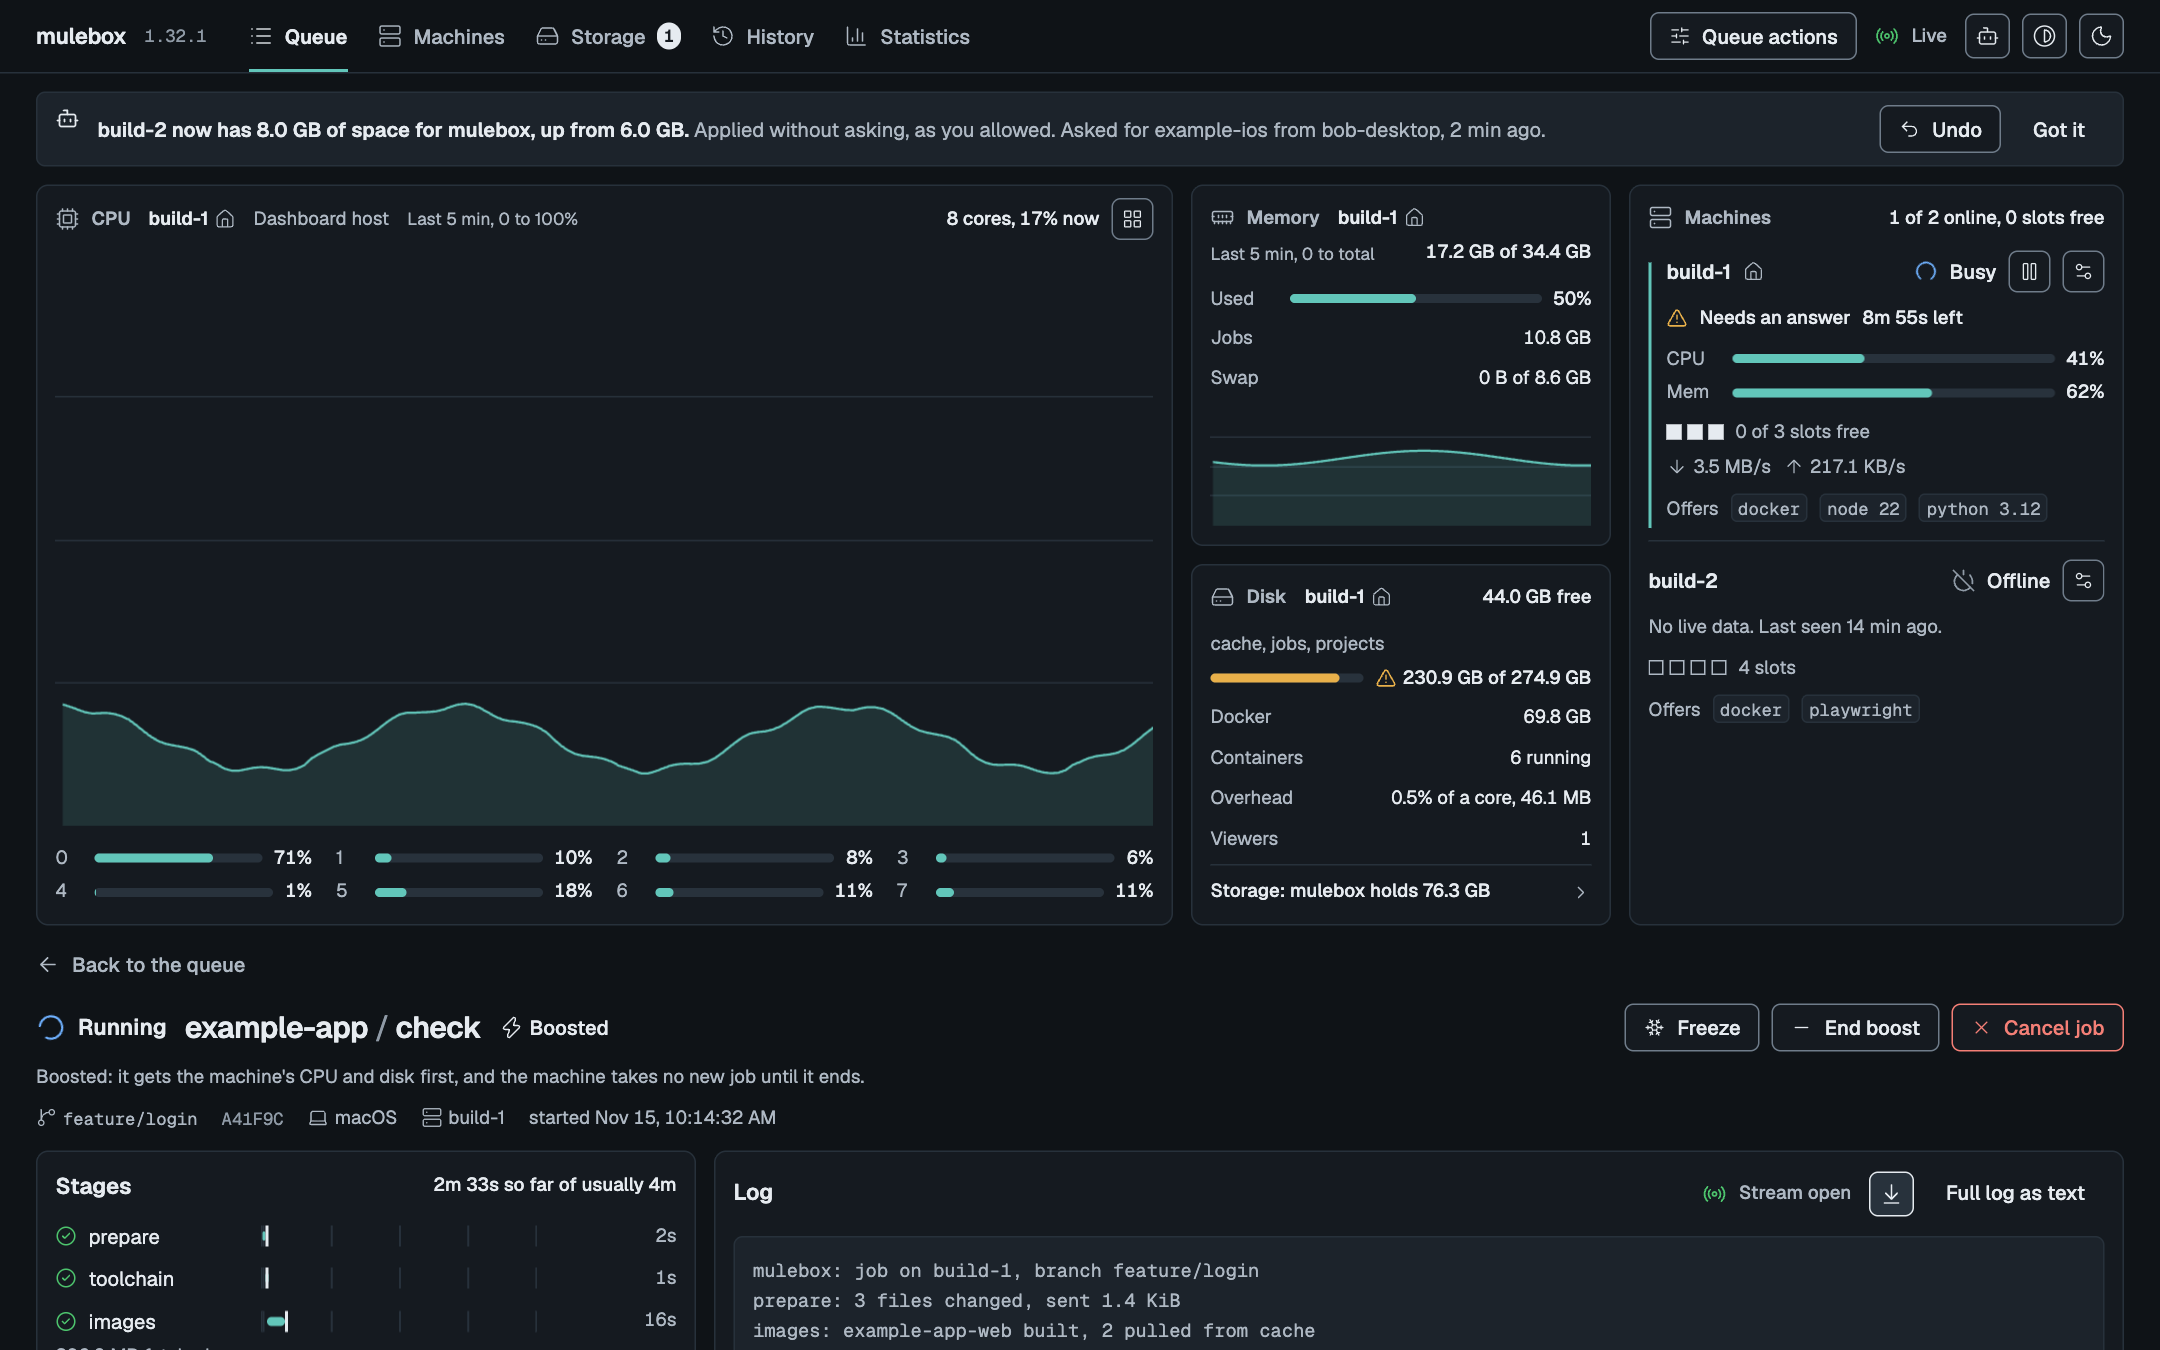 mulebox 1.32.1 Queue Machines Storage 1 History Statistics Queue actions Live
build-2 now has 8.0 GB of space for mulebox, up from 6.0 GB. Applied without asking, as you allowed. Asked for example-ios from bob-desktop, 2 min ago. Undo Got it
CPU build-1 Dashboard host Last 5 min, 0 to 100% 8 cores, 17% now
0 71% 1 10% 2 8% 3 6%
4 1% 5 18% 6 11% 7 11%
Memory build-1
Last 5 min, 0 to total 17.2 GB of 34.4 GB
Used 50%
Jobs 10.8 GB
Swap 0 B of 8.6 GB
Disk build-1 44.0 GB free
cache, jobs, projects
230.9 GB of 274.9 GB
Docker 69.8 GB
Containers 6 running
Overhead 0.5% of a core, 46.1 MB
Viewers 1
Storage: mulebox holds 76.3 GB
Machines 1 of 2 online, 0 slots free
build-1 Busy
Needs an answer 8m 55s left
CPU 41%
Mem 62%
0 of 3 slots free
3.5 MB/s 217.1 KB/s
Offers docker node 22 python 3.12
build-2 Offline
No live data. Last seen 14 min ago.
4 slots
Offers docker playwright
Back to the queue
Running example-app / check Boosted Freeze End boost Cancel job
Boosted: it gets the machine's CPU and disk first, and the machine takes no new job until it ends.
feature/login A41F9C macOS build-1 started Nov 15, 10:14:32 AM
Stages 2m 33s so far of usually 4m
prepare 2s
toolchain 1s
images 16s
Log Stream open Full log as text
mulebox: job on build-1, branch feature/login
prepare: 3 files changed, sent 1.4 KiB
images: example-app-web built, 2 pulled from cache